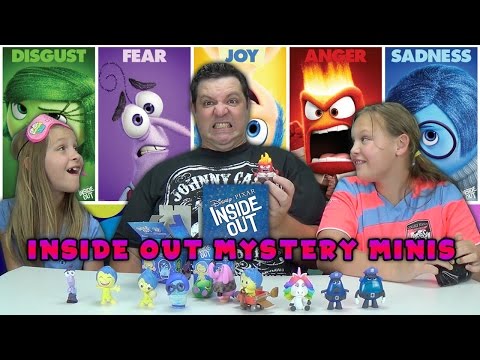 DISGUST
FEAR
JOY
ANGER
SADNESS
INSIDE OUT
JOHNNY CA
Disney PIXAR
INSIDE
OUT
INSIDE OUT MYSTERY MINIS